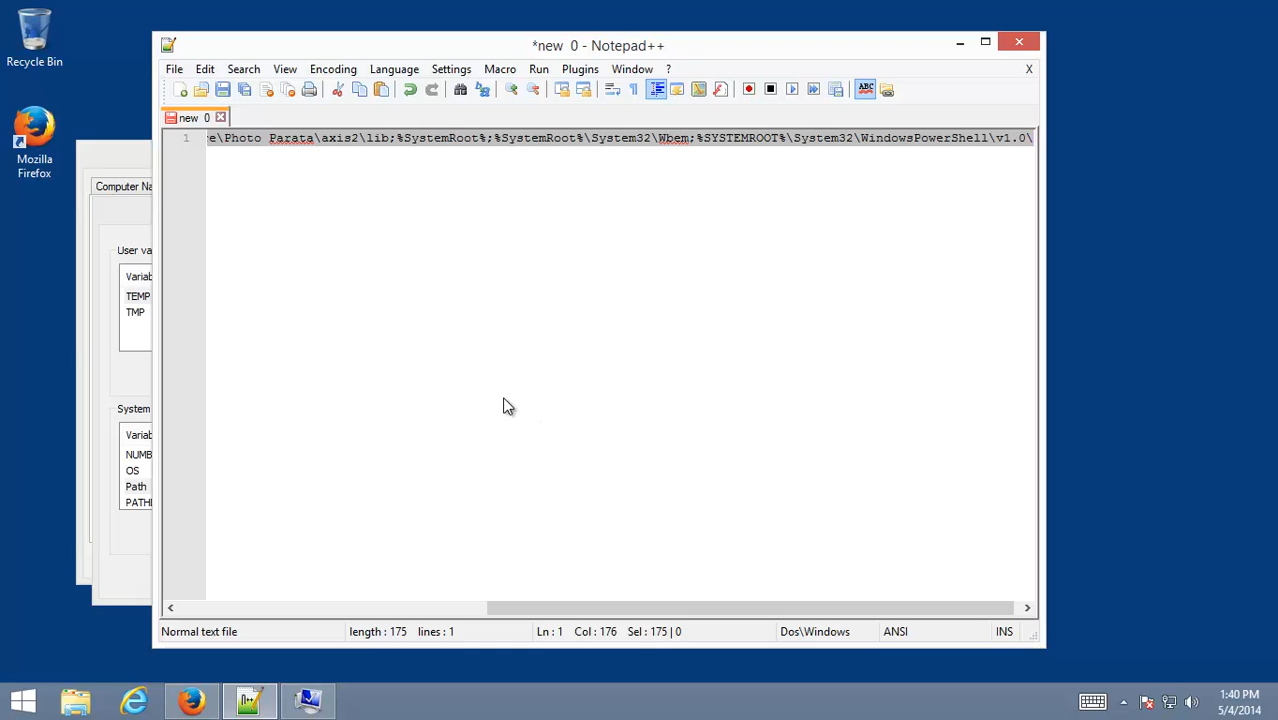 Recycle Bin
Mozilla
Firefox
*new 0 - Notepad++
File Edit Search View Encoding Language Settings Macro Run Plugins Window ? X
new 0
1 e\Photo Parata\axis2\lib;%SystemRoot%;%SystemRoot%\System32\Wbem;%SYSTEMROOT%\System32\WindowsPowerShell\v1.0\
Computer Na
User va
Variab
TEMP
TMP
System
Variab
NUMB
OS
Path
PATH
Normal text file length : 175 lines : 1 Ln : 1 Col : 176 Sel : 175 | 0 Dos\Windows ANSI INS
1:40 PM
5/4/2014